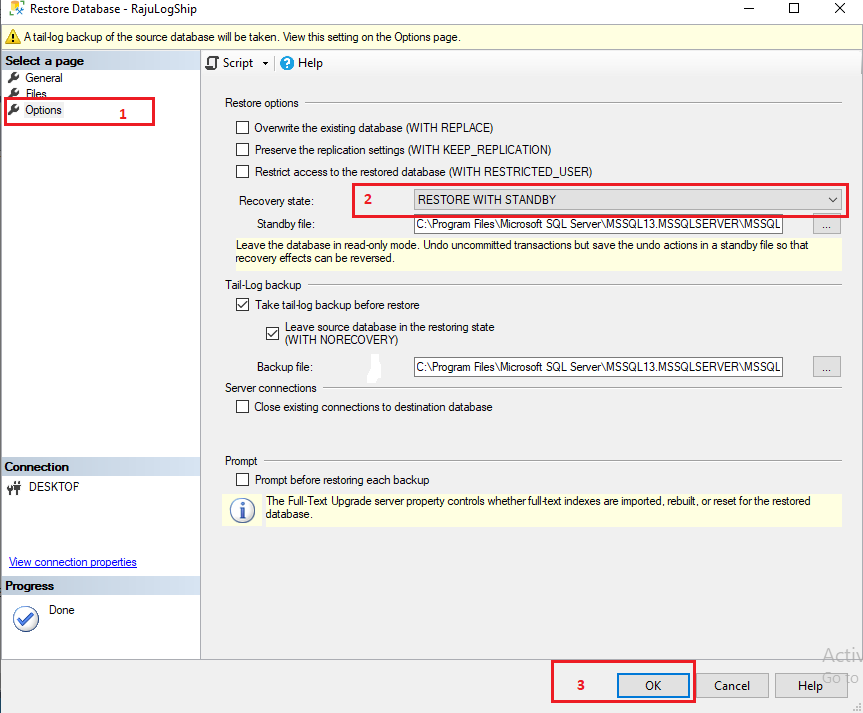 Restore Database - RajuLogShip
A tail-log backup of the source database will be taken. View this setting on the Options page.
Select a page
General
Files
Options
1
Script
Help
Restore options
Overwrite the existing database (WITH REPLACE)
Preserve the replication settings (WITH KEEP_REPLICATION)
Restrict access to the restored database (WITH RESTRICTED_USER)
Recovery state:
2
RESTORE WITH STANDBY
Standby file:
C:\Program Files\Microsoft SQL Server\MSSQL13.MSSQLSERVER\MSSQL
...
Leave the database in read-only mode. Undo uncommitted transactions but save the undo actions in a standby file so that
recovery effects can be reversed.
Tail-Log backup
Take tail-log backup before restore
Leave source database in the restoring state
(WITH NORECOVERY)
Backup file:
C:\Program Files\Microsoft SQL Server\MSSQL13.MSSQLSERVER\MSSQL
...
Server connections
Close existing connections to destination database
Prompt
Prompt before restoring each backup
The Full-Text Upgrade server property controls whether full-text indexes are imported, rebuilt, or reset for the restored
database.
Connection
DESKTOF
View connection properties
Progress
Done
Activ
Go to
3
OK
Cancel
Help